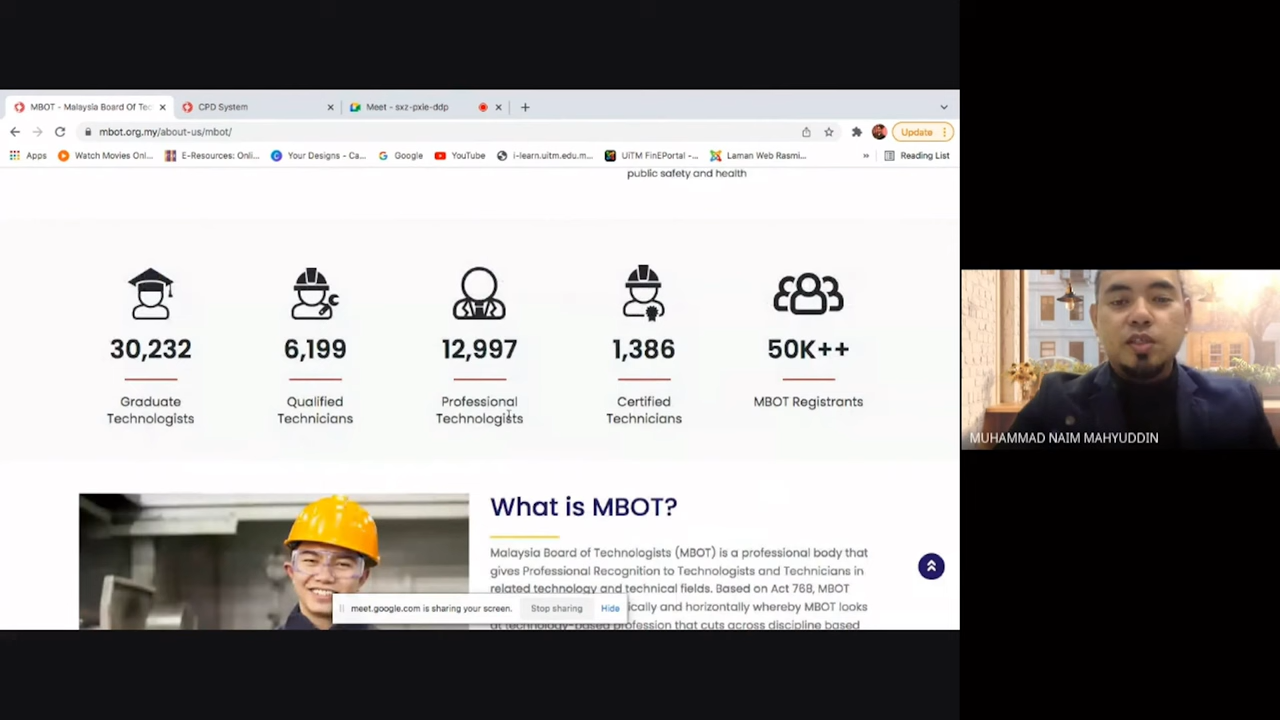 MBOT - Malaysia Board Of Tec
CPD System
Meet - sxz-pxie-ddp
mbot.org.my/about-us/mbot/
Update
Apps
Watch Movies Onl...
E-Resources: Onli...
Your Designs - Ca...
Google
YouTube
i-learn.uitm.edu.m...
UiTM FinEPortal -...
Laman Web Rasmi...
»
Reading List
public safety and health
30,232
6,199
12,997
1,386
50K++
Graduate
Technologists
Qualified
Technicians
Professional
Technologists
Certified
Technicians
MBOT Registrants
What is MBOT?
Malaysia Board of Technologists (MBOT) is a professional body that
gives Professional Recognition to Technologists and Technicians in
related technology and technical fields. Based on Act 768, MBOT
ically and horizontally whereby MBOT looks
at technology-based profession that cuts across discipline based
meet.google.com is sharing your screen.
Stop sharing
Hide
MUHAMMAD NAIM MAHYUDDIN